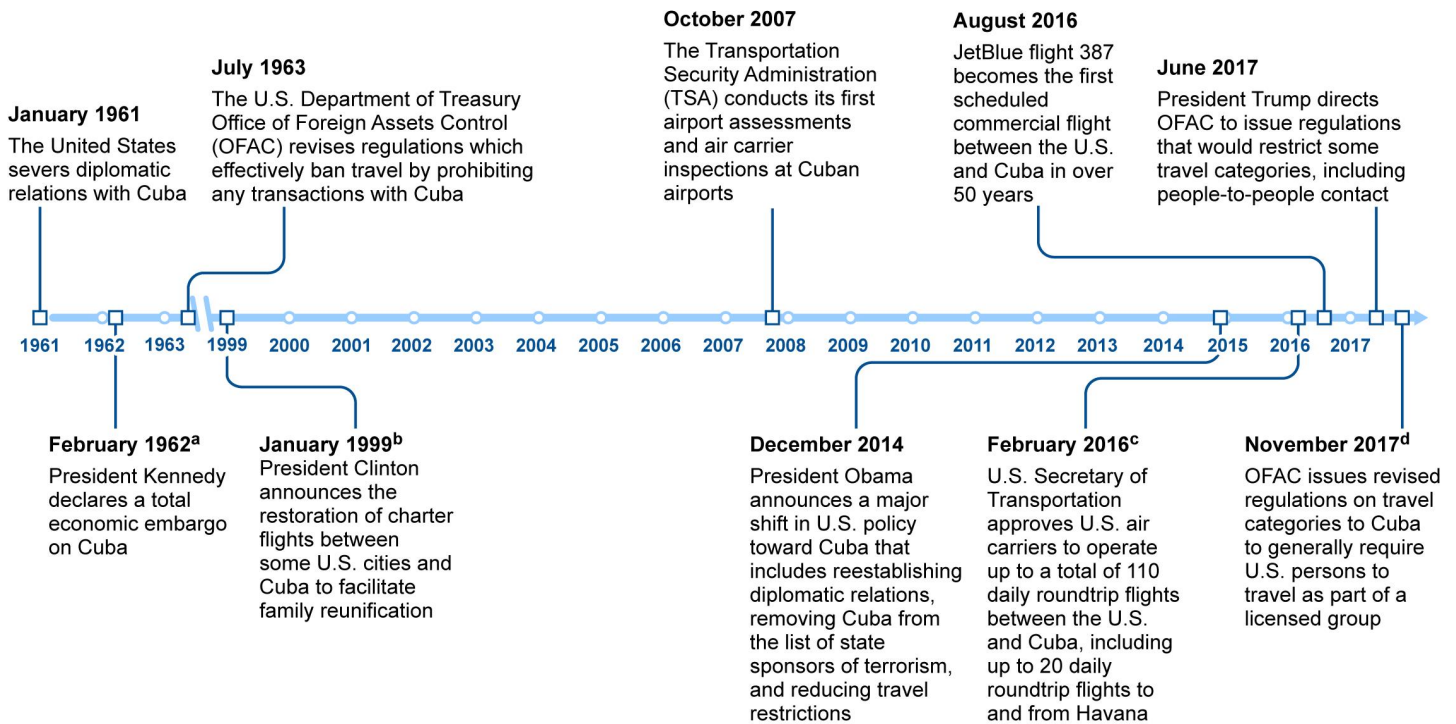 January 1961
The United States
severs diplomatic
relations with Cuba
July 1963
The U.S. Department of Treasury
Office of Foreign Assets Control
(OFAC) revises regulations which
effectively ban travel by prohibiting
any transactions with Cuba
October 2007
The Transportation
Security Administration
(TSA) conducts its first
airport assessments
and air carrier
inspections at Cuban
airports
August 2016
JetBlue flight 387
becomes the first
scheduled
commercial flight
between the U.S.
and Cuba in over
50 years
June 2017
President Trump directs
OFAC to issue regulations
that would restrict some
travel categories, including
people-to-people contact
1961 1962 1963 1999 2000 2001 2002 2003 2004 2005 2006 2007 2008 2009 2010 2011 2012 2013 2014 2015 2016 2017
February 1962a
President Kennedy
declares a total
economic embargo
on Cuba
January 1999b
President Clinton
announces the
restoration of charter
flights between
some U.S. cities and
Cuba to facilitate
family reunification
December 2014
President Obama
announces a major
shift in U.S. policy
toward Cuba that
includes reestablishing
diplomatic relations,
removing Cuba from
the list of state
sponsors of terrorism,
and reducing travel
restrictions
February 2016c
U.S. Secretary of
Transportation
approves U.S. air
carriers to operate
up to a total of 110
daily roundtrip flights
between the U.S.
and Cuba, including
up to 20 daily
roundtrip flights to
and from Havana
November 2017d
OFAC issues revised
regulations on travel
categories to Cuba
to generally require
U.S. persons to
travel as part of a
licensed group